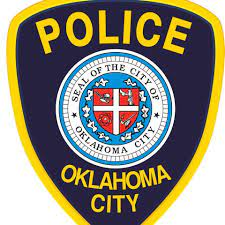 POLICE
SEAL OF THE CITY OF
OKLAHOMA CITY
OKLAHOMA
CITY